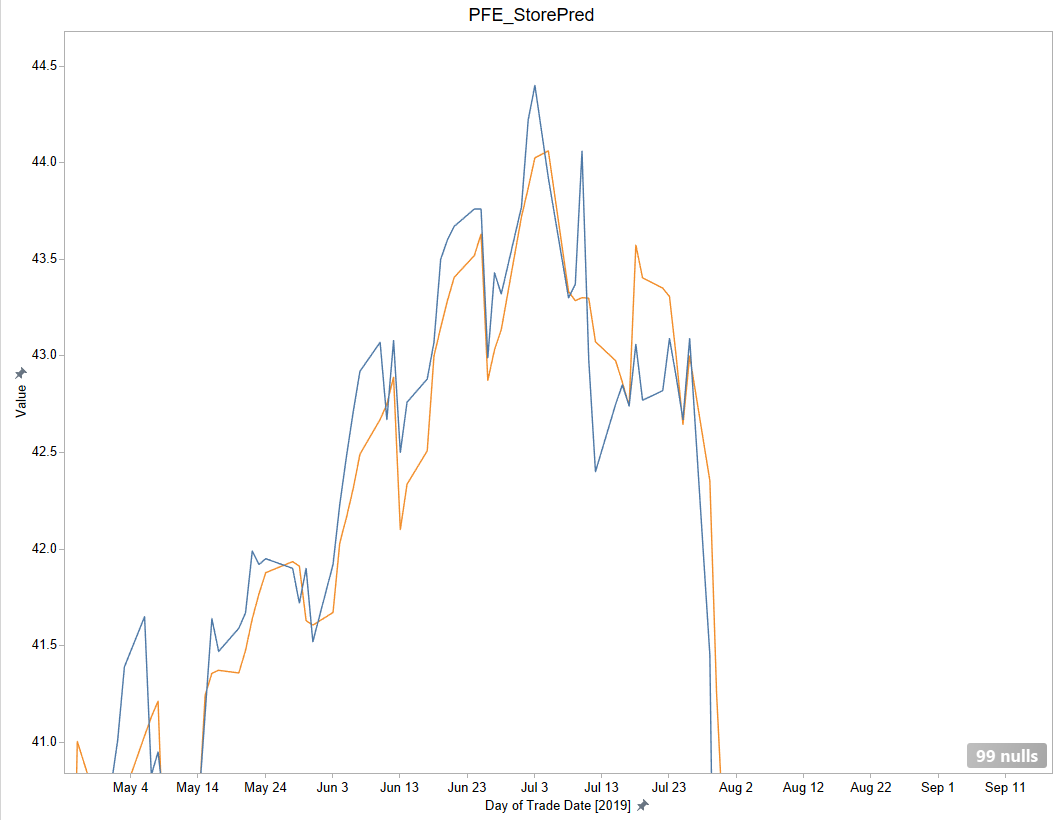 PFE_StorePred
44.5
44.0
43.5
43.0
42.5
42.0
41.5
41.0
Value
May 4 May 14 May 24 Jun 3 Jun 13 Jun 23 Jul 3 Jul 13 Jul 23 Aug 2 Aug 12 Aug 22 Sep 1 Sep 11
Day of Trade Date [2019]
99 nulls